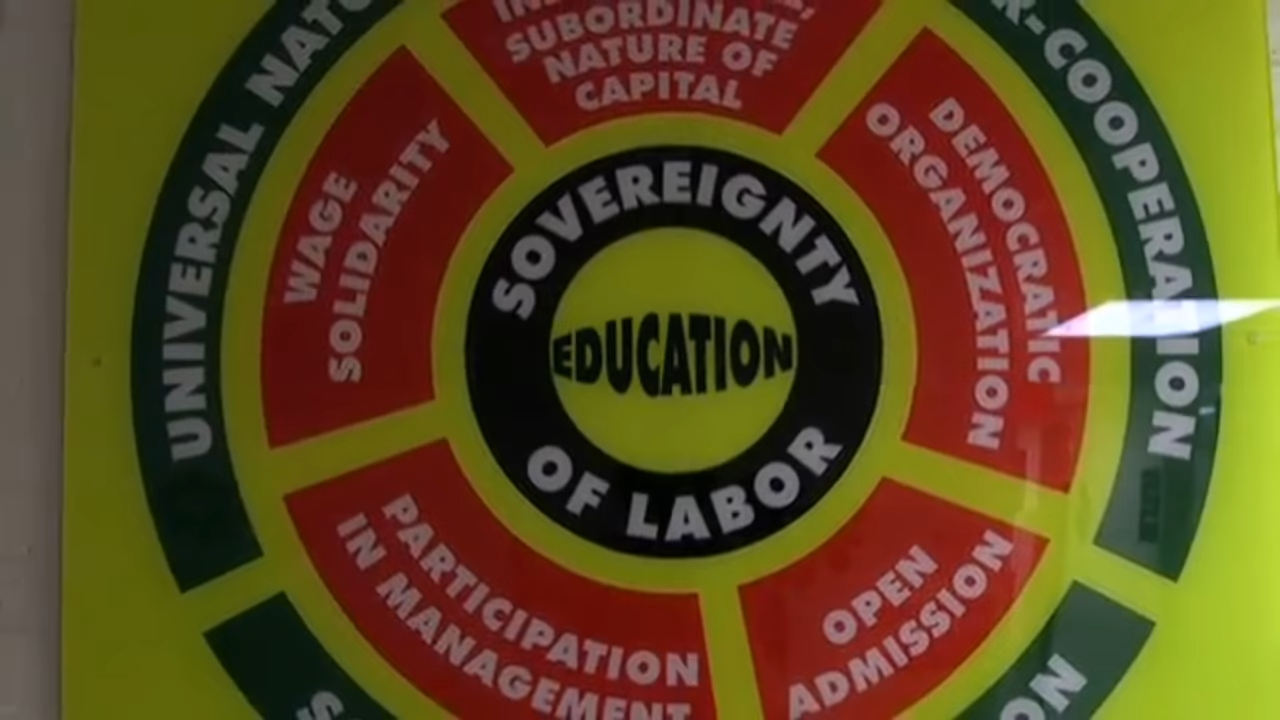 SUBORDINATE
NATURE OF
CAPITAL
DEMOCRATIC
ORGANIZATION
OPEN
ADMISSION
PARTICIPATION
IN MANAGEMENT
WAGE
SOLIDARITY
SOVEREIGNTY
OF LABOR
EDUCATION
UNIVERSAL
R-COOPERATION